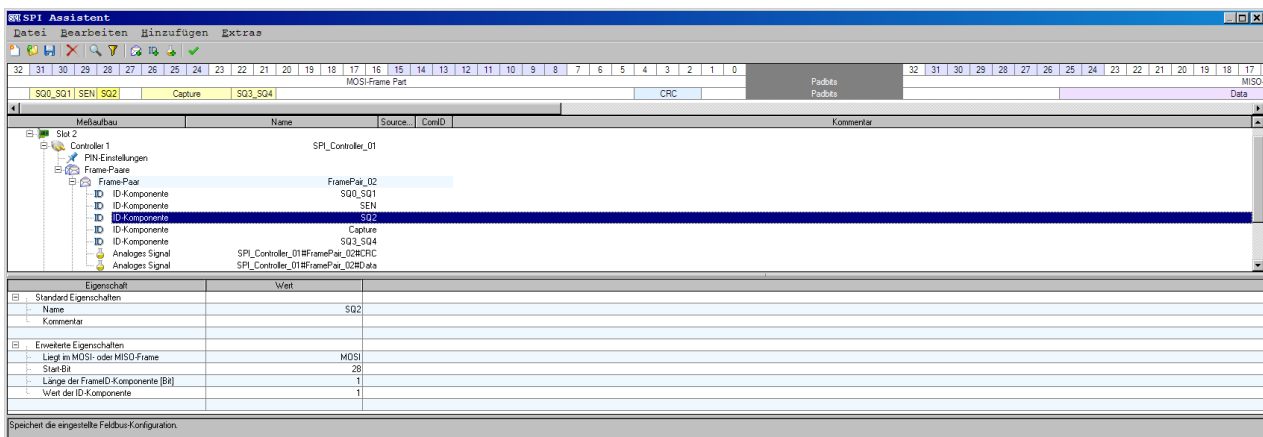 SPI SPI Assistent
Datei Bearbeiten Hinzufügen Extras
32 31 30 29 28 27 26 25 24 23 22 21 20 19 18 17 16 15 14 13 12 11 10 9 8 7 6 5 4 3 2 1 0 32 31 30 29 28 27 26 25 24 23 22 21 20 19 18 17
MOSI-Frame Part Padbits MISO-
SQ0_SQ1 SEN SQ2 Capture SQ3_SQ4 CRC Padbits Data
Meßaufbau Name Source... ComID Kommentar
Slot 2
Controller 1 SPI_Controller_01
PIN-Einstellungen
Frame-Paare
Frame-Paar FramePair_02
ID ID-Komponente SQ0_SQ1
ID ID-Komponente SEN
ID ID-Komponente SQ2
ID ID-Komponente Capture
ID ID-Komponente SQ3_SQ4
Analoges Signal SPI_Controller_01#FramePair_02#CRC
Analoges Signal SPI_Controller_01#FramePair_02#Data
Eigenschaft Wert
Standard Eigenschaften
Name SQ2
Kommentar
Erweiterte Eigenschaften
Liegt im MOSI- oder MISO-Frame MOSI
Start-Bit 28
Länge der FrameID-Komponente [Bit] 1
Wert der ID-Komponente 1
Speichert die eingestellte Feldbus-Konfiguration.